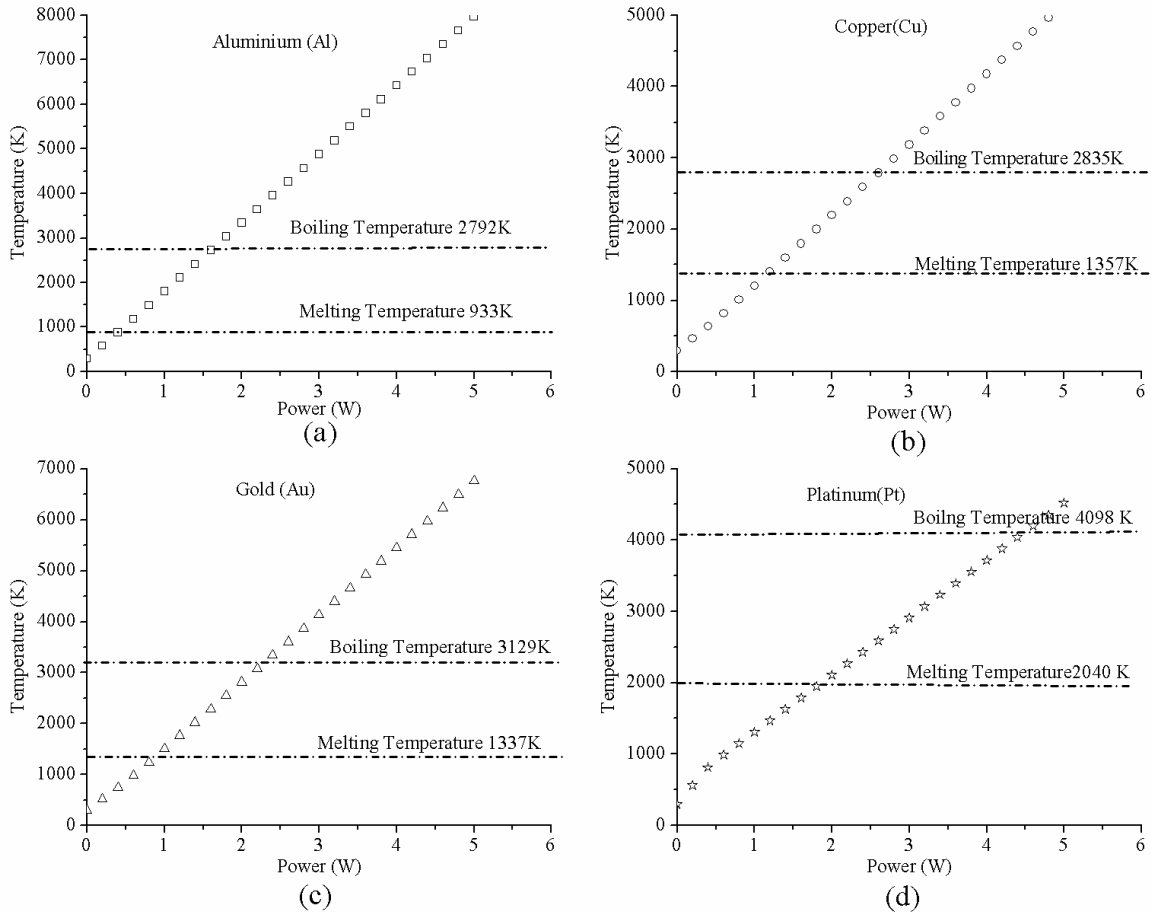 Aluminium (Al)
8000
7000
6000
5000
4000
3000
2000
1000
0
Temperature (K)
Boiling Temperature 2792K
Melting Temperature 933K
0 1 2 3 4 5 6
Power (W)
(a)
Copper(Cu)
5000
4000
3000
2000
1000
0
Temperature (K)
Boiling Temperature 2835K
Melting Temperature 1357K
0 1 2 3 4 5 6
Power (W)
(b)
Gold (Au)
7000
6000
5000
4000
3000
2000
1000
0
Temperature (K)
Boiling Temperature 3129K
Melting Temperature 1337K
0 1 2 3 4 5 6
Power (W)
(c)
Platinum(Pt)
5000
4000
3000
2000
1000
0
Temperature (K)
Boilng Temperature 4098 K
Melting Temperature2040 K
0 1 2 3 4 5 6
Power (W)
(d)